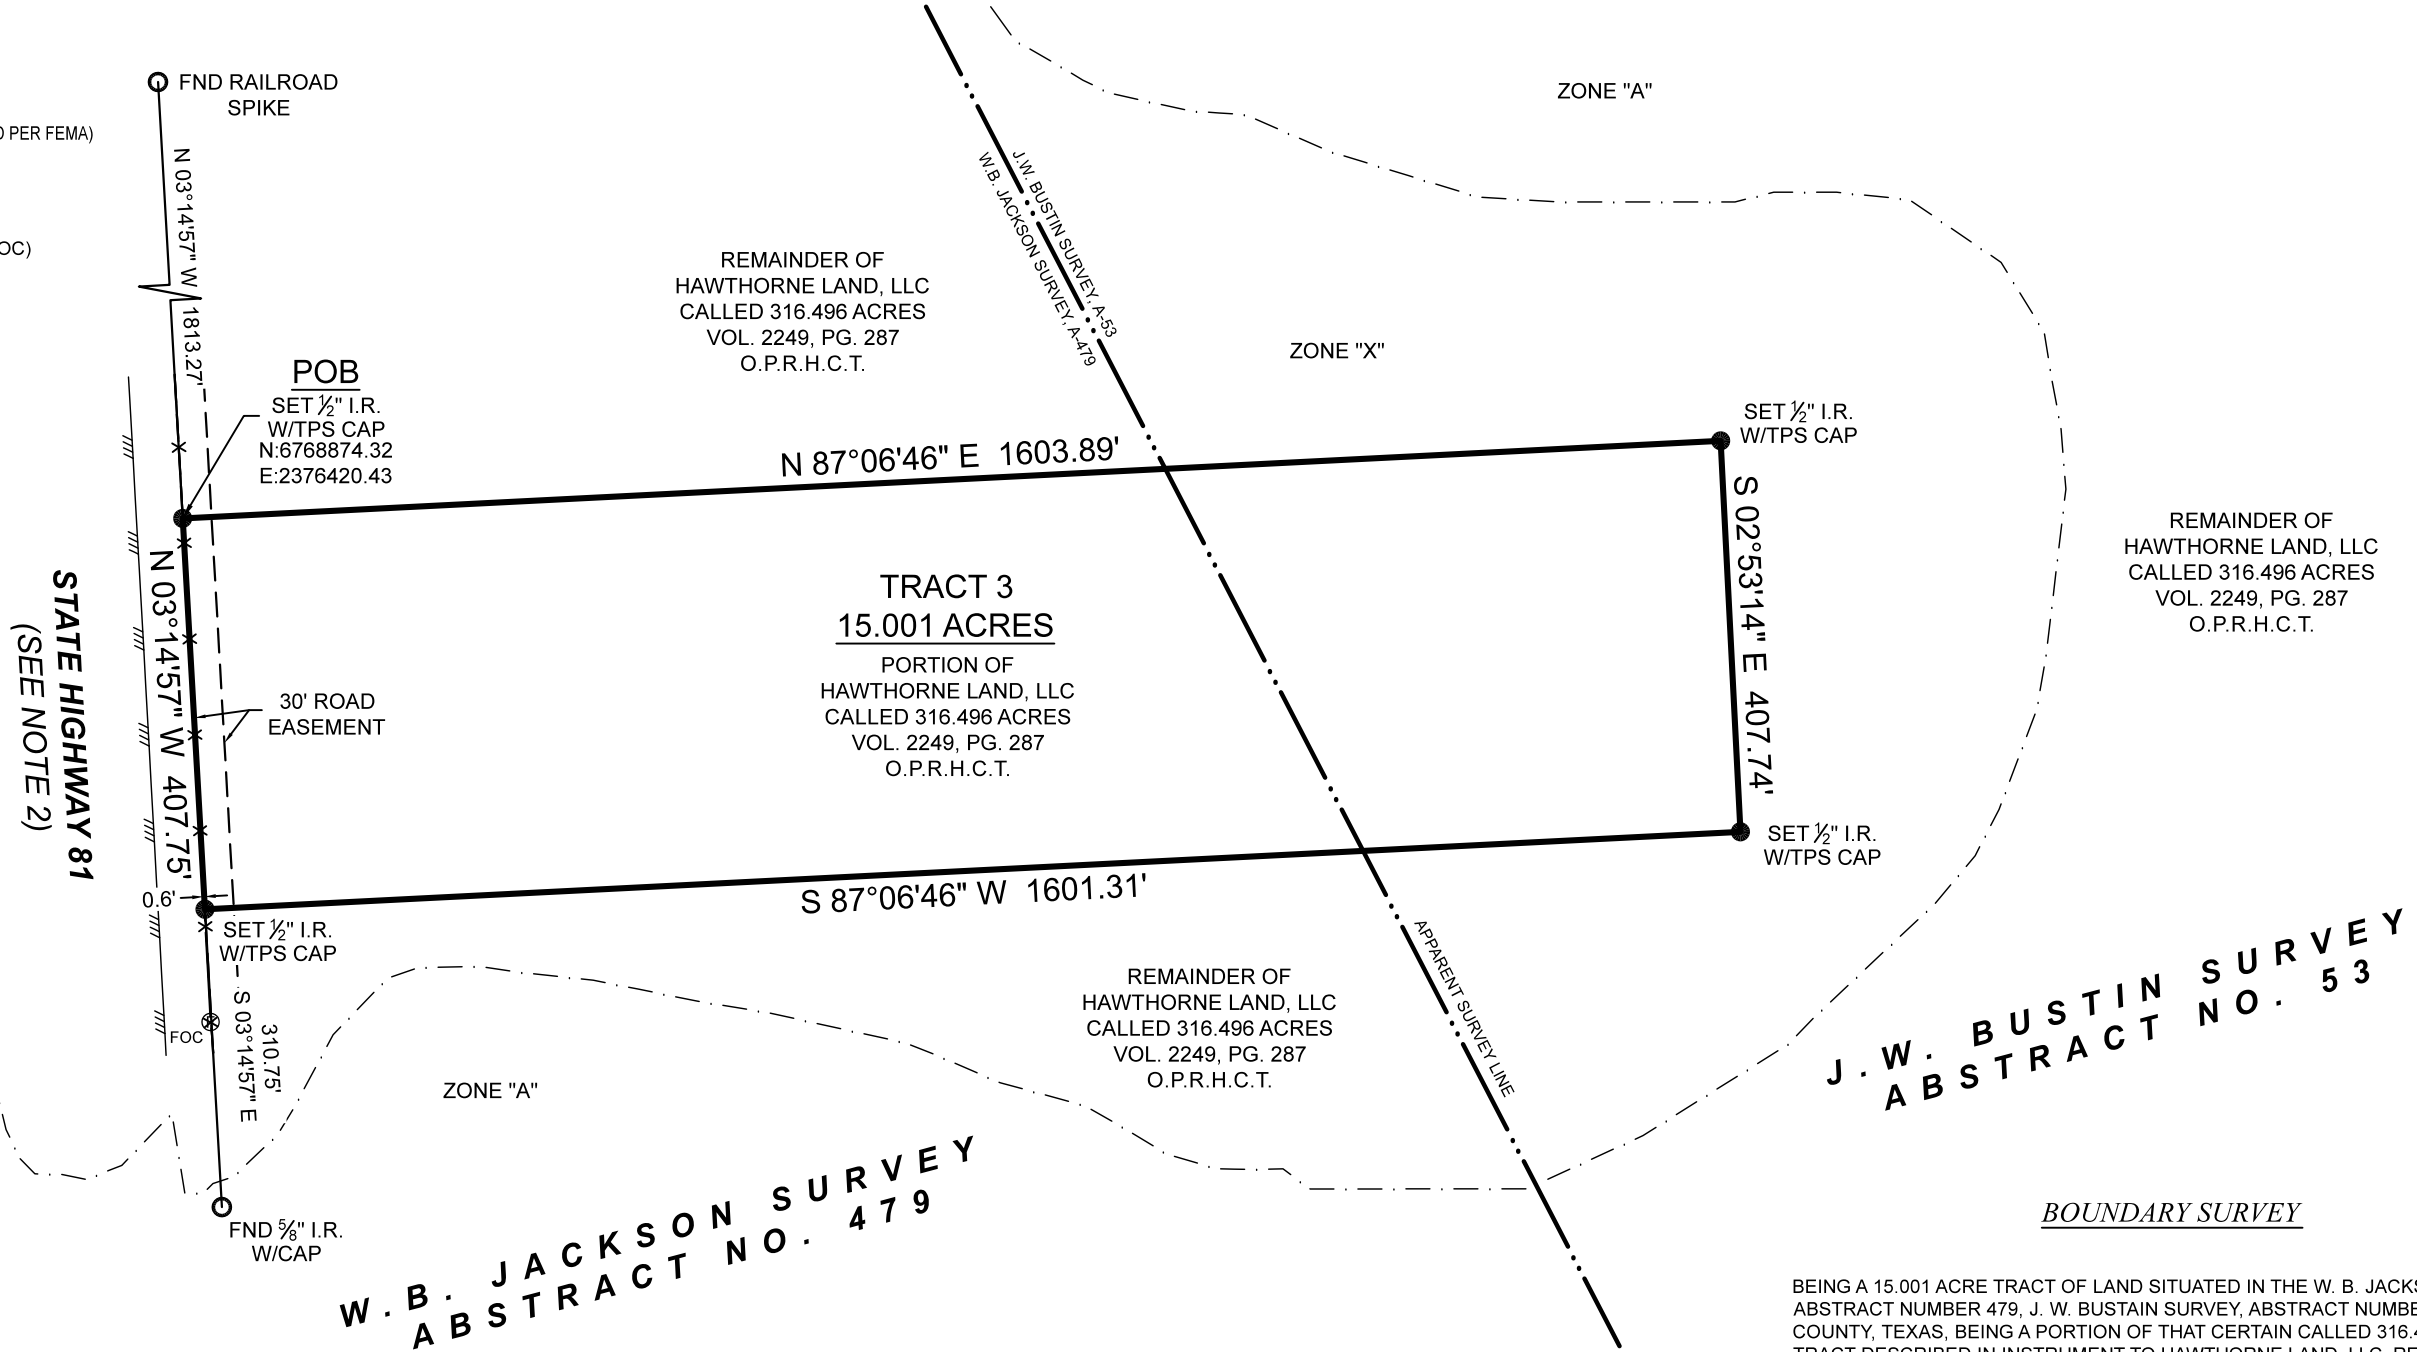 FND RAILROAD
SPIKE
PER FEMA)
OC)
N 03°14'57" W 1813.27'
ZONE "A"
J.W. BUSTIN SURVEY, A-53
W.B. JACKSON SURVEY, A-479
REMAINDER OF
HAWTHORNE LAND, LLC
CALLED 316.496 ACRES
VOL. 2249, PG. 287
O.P.R.H.C.T.
ZONE "X"
POB
SET ½" I.R.
W/TPS CAP
N:6768874.32
E:2376420.43
N 87°06'46" E 1603.89'
SET ½" I.R.
W/TPS CAP
S 02°53'14" E 407.74'
REMAINDER OF
HAWTHORNE LAND, LLC
CALLED 316.496 ACRES
VOL. 2249, PG. 287
O.P.R.H.C.T.
STATE HIGHWAY 81
(SEE NOTE 2)
N 03°14'57" W 407.75'
30' ROAD
EASEMENT
TRACT 3
15.001 ACRES
PORTION OF
HAWTHORNE LAND, LLC
CALLED 316.496 ACRES
VOL. 2249, PG. 287
O.P.R.H.C.T.
SET ½" I.R.
W/TPS CAP
0.6'
S 87°06'46" W 1601.31'
SET ½" I.R.
W/TPS CAP
APPARENT SURVEY LINE
REMAINDER OF
HAWTHORNE LAND, LLC
CALLED 316.496 ACRES
VOL. 2249, PG. 287
O.P.R.H.C.T.
FOC
310.75'
S 03°14'57" E
ZONE "A"
J.W. BUSTIN SURVEY
ABSTRACT NO. 53
FND ⅝" I.R.
W/CAP
W.B. JACKSON SURVEY
ABSTRACT NO. 479
BOUNDARY SURVEY
BEING A 15.001 ACRE TRACT OF LAND SITUATED IN THE W. B. JACKS
ABSTRACT NUMBER 479, J. W. BUSTAIN SURVEY, ABSTRACT NUMBE
COUNTY, TEXAS, BEING A PORTION OF THAT CERTAIN CALLED 316.4